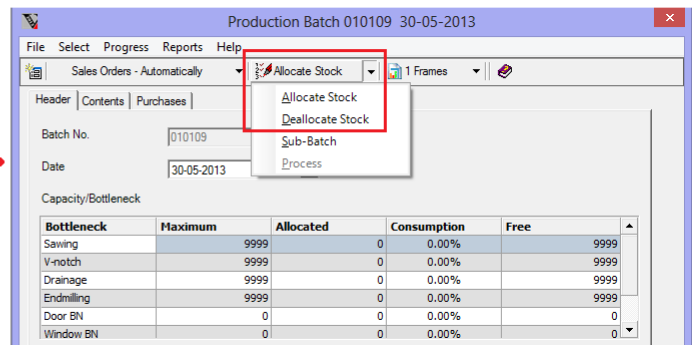 Production Batch 010109 30-05-2013
File Select Progress Reports Help
Sales Orders - Automatically Allocate Stock 1 Frames
Allocate Stock
Deallocate Stock
Sub-Batch
Process
Header Contents Purchases
Batch No. 010109
Date 30-05-2013
Capacity/Bottleneck
Bottleneck Maximum Allocated Consumption Free
Sawing 9999 0 0.00% 9999
V-notch 9999 0 0.00% 9999
Drainage 9999 0 0.00% 9999
Endmilling 9999 0 0.00% 9999
Door BN 0 0 0.00% 0
Window BN 0 0 0.00% 0